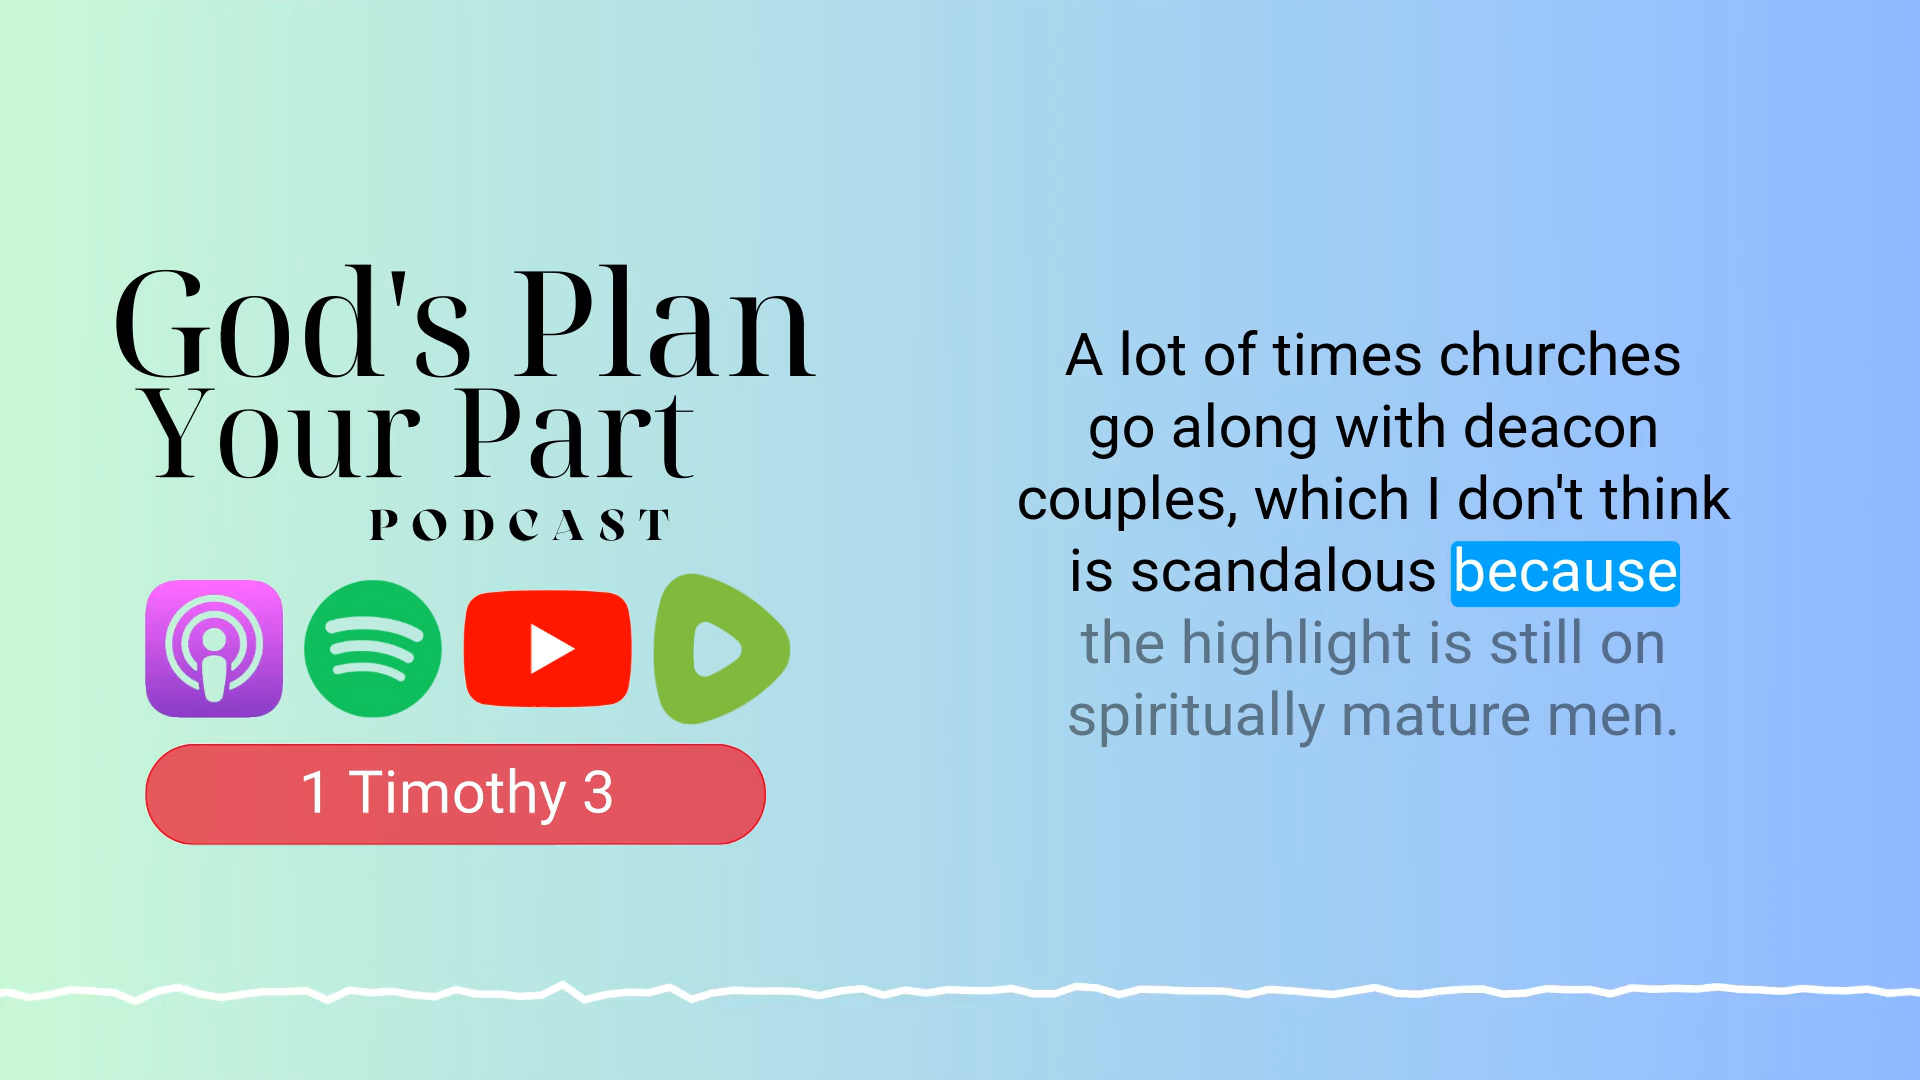 God's Plan
Your Part
PODCAST
1 Timothy 3
A lot of times churches
go along with deacon
couples, which I don't think
is scandalous because
the highlight is still on
spiritually mature men.